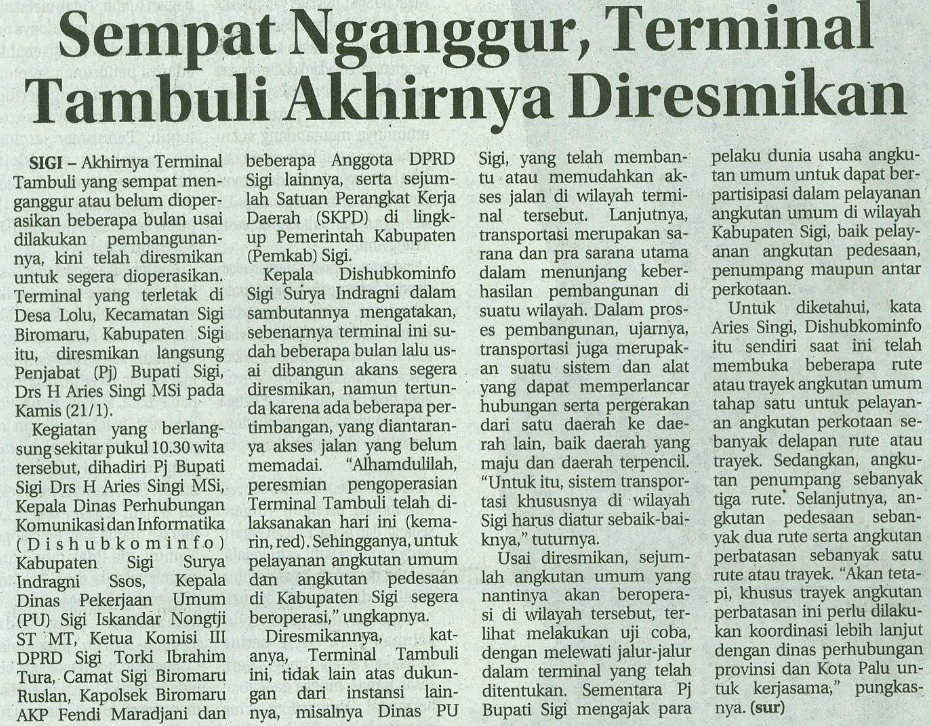 Sempat Nganggur, Terminal
Tambuli Akhirnya Diresmikan
SIGI – Akhirnya Terminal
Tambuli yang sempat men-
ganggur atau belum dioper-
asikan beberapa bulan usai
dilakukan pembangunan-
nya, kini telah diresmikan
untuk segera dioperasikan.
Terminal yang terletak di
Desa Lolu, Kecamatan Sigi
Biromaru, Kabupaten Sigi
itu, diresmikan langsung
Penjabat (Pj) Bupati Sigi,
Drs H Aries Singi MSi pada
Kamis (21/1).
Kegiatan yang berlang-
sung sekitar pukul 10.30 wita
tersebut, dihadiri Pj Bupati
Sigi Drs H Aries Singi MSi,
Kepala Dinas Perhubungan
Komunikasi dan Informatika
(Dishubkominfo)
Kabupaten Sigi Surya
Indragni Ssos, Kepala
Dinas Pekerjaan Umum
(PU) Sigi Iskandar Nongtji
ST MT, Ketua Komisi III
DPRD Sigi Torki Ibrahim
Tura, Camat Sigi Biromaru
Ruslan, Kapolsek Biromaru
AKP Fendi Maradjani dan
beberapa Anggota DPRD
Sigi lainnya, serta sejum-
lah Satuan Perangkat Kerja
Daerah (SKPD) di lingk-
up Pemerintah Kabupaten
(Pemkab) Sigi.
Kepala Dishubkominfo
Sigi Surya Indragni dalam
sambutannya mengatakan,
sebenarnya terminal ini su-
dah beberapa bulan lalu us-
ai dibangun akans segera
diresmikan, namun tertun-
da karena ada beberapa per-
timbangan, yang diantaran-
ya akses jalan yang belum
memadai. “Alhamdulilah,
peresmian pengoperasian
Terminal Tambuli telah di-
laksanakan hari ini (kema-
rin, red). Sehingganya, untuk
pelayanan angkutan umum
dan angkutan pedesaan
di Kabupaten Sigi segera
beroperasi,” ungkapnya.
Diresmikannya, kat-
anya, Terminal Tambuli
ini, tidak lain atas dukun-
gan dari instansi lain-
nya, misalnya Dinas PU
Sigi, yang telah memban-
tu atau memudahkan ak-
ses jalan di wilayah termi-
nal tersebut. Lanjutnya,
transportasi merupakan sa-
rana dan pra sarana utama
dalam menunjang keber-
hasilan pembangunan di
suatu wilayah. Dalam pros-
es pembangunan, ujarnya,
transportasi juga merupak-
an suatu sistem dan alat
yang dapat memperlancar
hubungan serta pergerakan
dari satu daerah ke dae-
rah lain, baik daerah yang
maju dan daerah terpencil.
“Untuk itu, sistem transpor-
tasi khususnya di wilayah
Sigi harus diatur sebaik-bai-
knya,” tuturnya.
Usai diresmikan, sejum-
lah angkutan umum yang
nantinya akan beropera-
si di wilayah tersebut, ter-
lihat melakukan uji coba,
dengan melewati jalur-jalur
dalam terminal yang telah
ditentukan. Sementara Pj
Bupati Sigi mengajak para
pelaku dunia usaha angku-
tan umum untuk dapat ber-
partisipasi dalam pelayanan
angkutan umum di wilayah
Kabupaten Sigi, baik pelay-
anan angkutan pedesaan,
penumpang maupun antar
perkotaan.
Untuk diketahui, kata
Aries Singi, Dishubkominfo
itu sendiri saat ini telah
membuka beberapa rute
atau trayek angkutan umum
tahap satu untuk pelayan-
an angkutan perkotaan se-
banyak delapan rute atau
trayek. Sedangkan, angku-
tan penumpang sebanyak
tiga rute. Selanjutnya, an-
gkutan pedesaan seban-
yak dua rute serta angkutan
perbatasan sebanyak satu
rute atau trayek. “Akan teta-
pi, khusus trayek angkutan
perbatasan ini perlu dilaku-
kan koordinasi lebih lanjut
dengan dinas perhubungan
provinsi dan Kota Palu un-
tuk kerjasama,” pungkas-
nya. (sur)